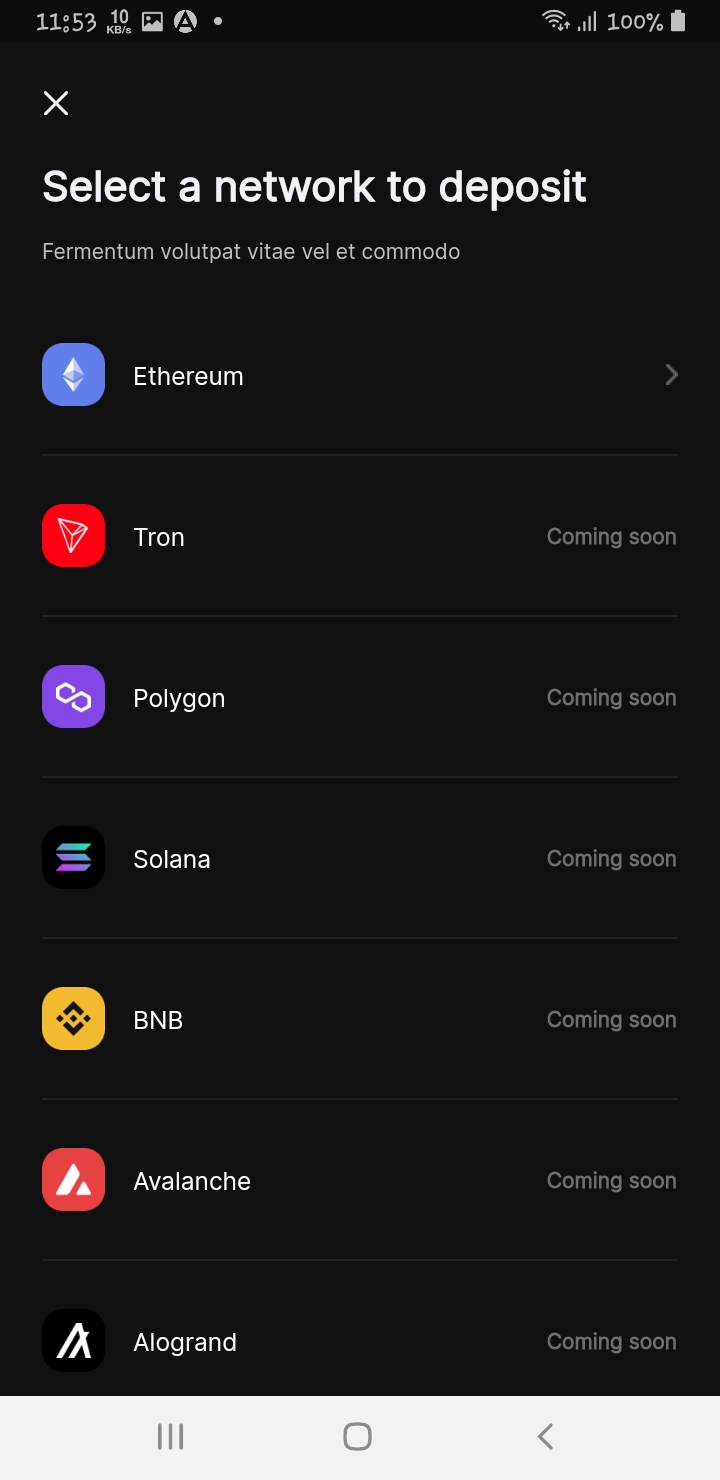 11:53 10 KB/s 100%
Select a network to deposit
Fermentum volutpat vitae vel et commodo
Ethereum
Tron Coming soon
Polygon Coming soon
Solana Coming soon
BNB Coming soon
Avalanche Coming soon
Alogrand Coming soon